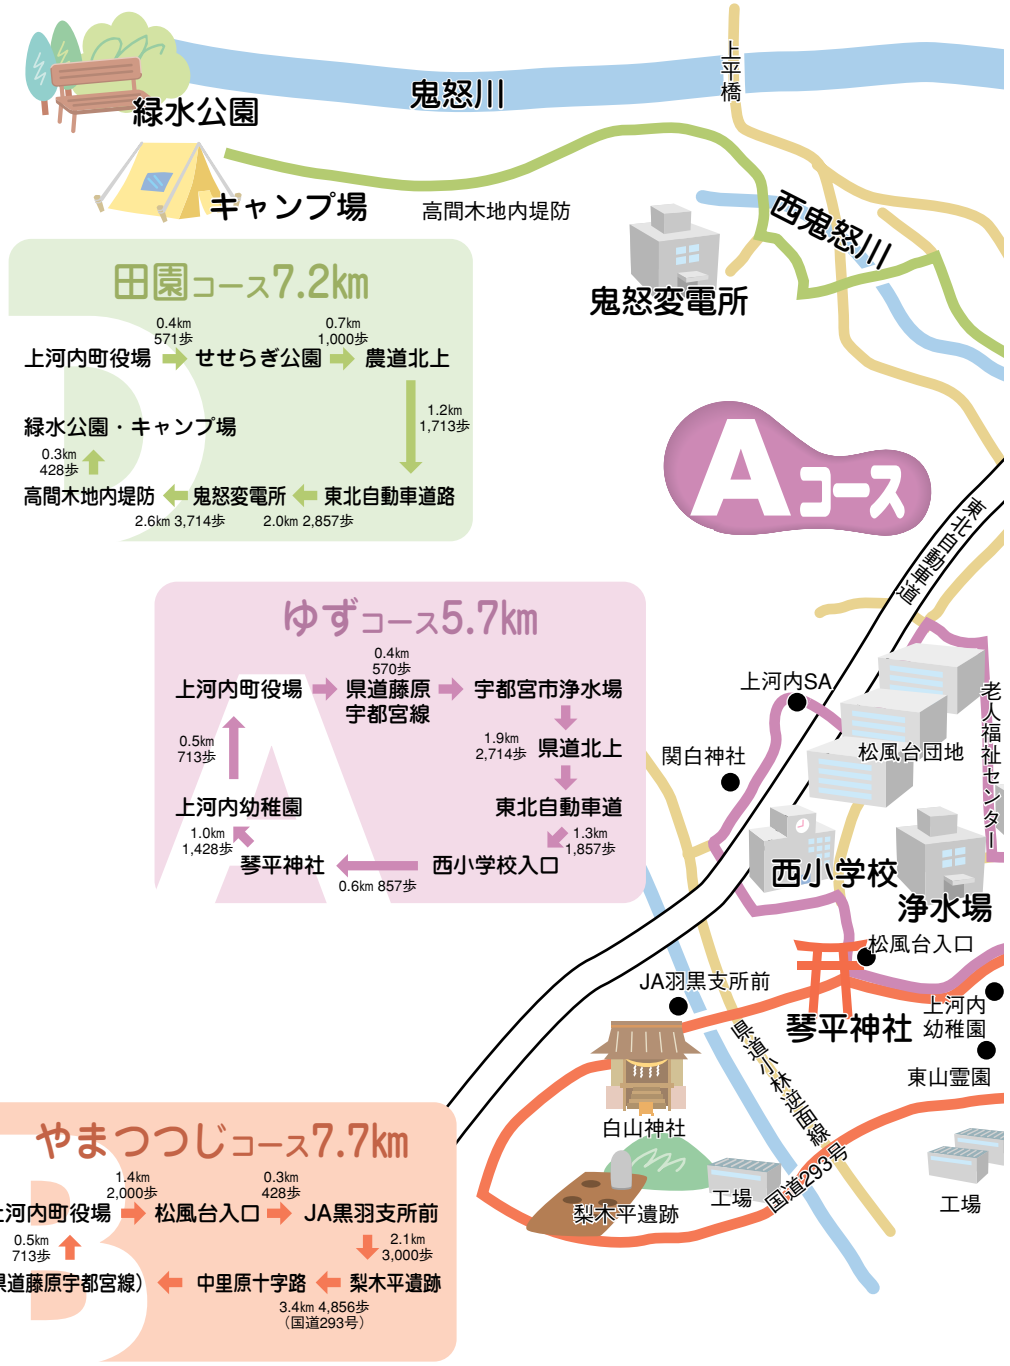 上平橋
鬼怒川
緑水公園
キャンプ場
高間木地内堤防
西鬼怒川
鬼怒変電所
田園コース7.2km
0.4km
571歩
0.7km
1,000歩
上河内町役場
せせらぎ公園
農道北上
1.2km
1,713歩
緑水公園・キャンプ場
0.3km
428歩
高間木地内堤防
鬼怒変電所
東北自動車道路
2.6km 3,714歩
2.0km 2,857歩
D
Aコース
東北自動車道
ゆずコース5.7km
0.4km
570歩
上河内町役場
県道藤原
宇都宮線
宇都宮市浄水場
0.5km
713歩
1.9km
2,714歩
県道北上
上河内幼稚園
東北自動車道
1.0km
1,428歩
1.3km
1,857歩
琴平神社
西小学校入口
0.6km 857歩
A
上河内SA
老人福祉センター
関白神社
松風台団地
西小学校
浄水場
松風台入口
JA羽黒支所前
上河内
幼稚園
琴平神社
県道小林逆面線
東山霊園
白山神社
国道293号
梨木平遺跡
工場
工場
やまつつじコース7.7km
1.4km
2,000歩
0.3km
428歩
上河内町役場
松風台入口
JA黒羽支所前
0.5km
713歩
2.1km
3,000歩
県道藤原宇都宮線）
中里原十字路
梨木平遺跡
3.4km 4,856歩
（国道293号）
B